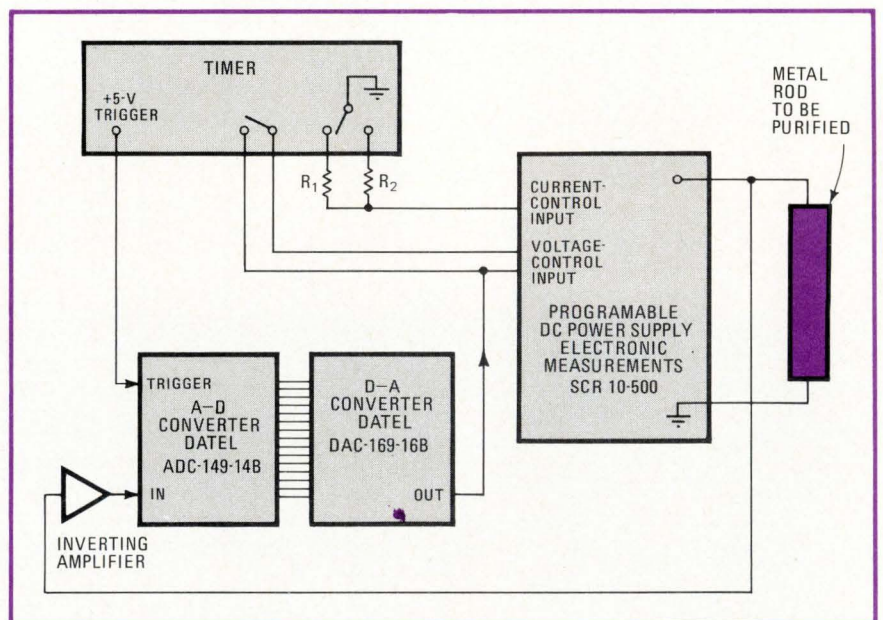 TIMER
+5-V
TRIGGER
R1
R2
METAL
ROD
TO BE
PURIFIED
CURRENT-
CONTROL
INPUT
VOLTAGE-
CONTROL
INPUT
PROGRAMABLE
DC POWER SUPPLY
ELECTRONIC
MEASUREMENTS
SCR 10-500
TRIGGER
A–D
CONVERTER
DATEL
ADC-149-14B
IN
D–A
CONVERTER
DATEL
DAC-169-16B
OUT
INVERTING
AMPLIFIER